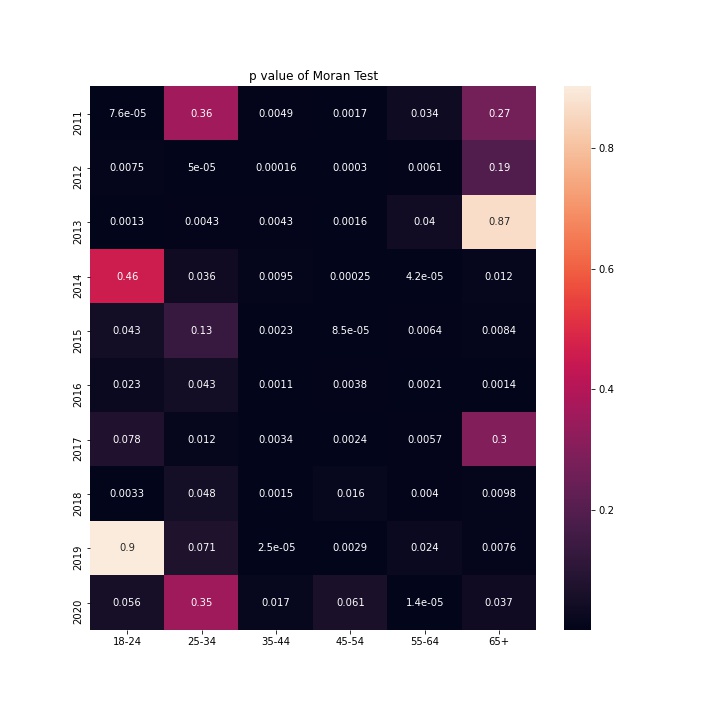 p value of Moran Test
2011 7.6e-05 0.36 0.0049 0.0017 0.034 0.27
2012 0.0075 5e-05 0.00016 0.0003 0.0061 0.19
2013 0.0013 0.0043 0.0043 0.0016 0.04 0.87
2014 0.46 0.036 0.0095 0.00025 4.2e-05 0.012
2015 0.043 0.13 0.0023 8.5e-05 0.0064 0.0084
2016 0.023 0.043 0.0011 0.0038 0.0021 0.0014
2017 0.078 0.012 0.0034 0.0024 0.0057 0.3
2018 0.0033 0.048 0.0015 0.016 0.004 0.0098
2019 0.9 0.071 2.5e-05 0.0029 0.024 0.0076
2020 0.056 0.35 0.017 0.061 1.4e-05 0.037
18-24 25-34 35-44 45-54 55-64 65+
0.8
0.6
0.4
0.2